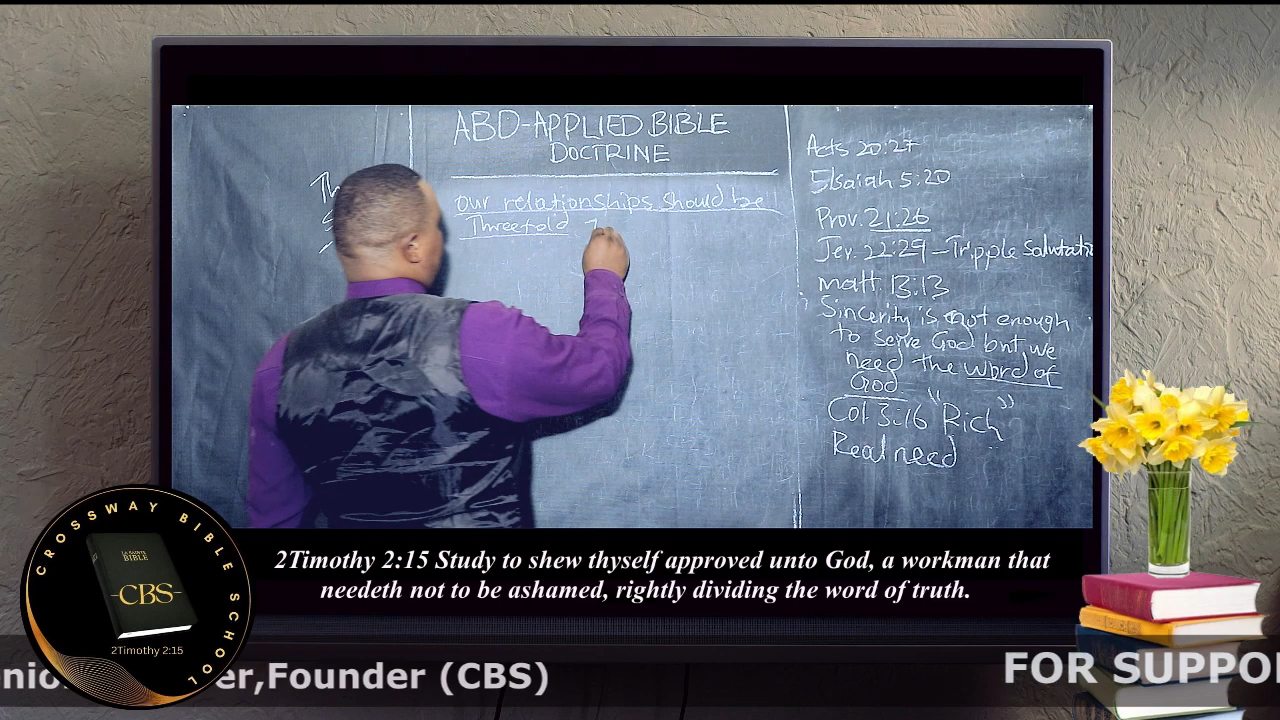 ABD-APPLIED BIBLE
DOCTRINE
our relationships should be
Threefold
Acts 20:27
Isaiah 5:20
Prov. 21:26
Jer. 22:29 - Tripple Salutati
matt. 13:13
Sincerity is not enough
to serve God but we
need the word of
God
Col 3:16 "Rich"
Real need
2Timothy 2:15 Study to shew thyself approved unto God, a workman that
needeth not to be ashamed, rightly dividing the word of truth.
CROSSWAY BIBLE SCHOOL
LA SAINTE
BIBLE
CBS
2Timothy 2:15
er,Founder (CBS)
FOR SUPPO